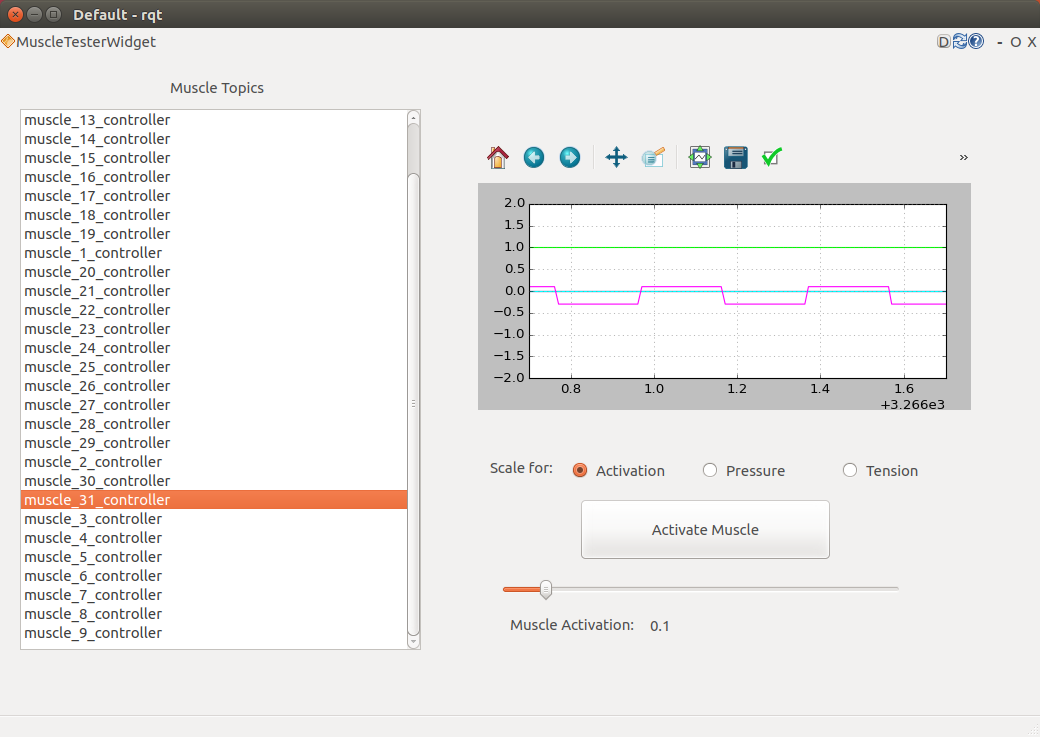 Default - rqt
MuscleTesterWidget
D
?
- O X
Muscle Topics
muscle_13_controller
muscle_14_controller
muscle_15_controller
muscle_16_controller
muscle_17_controller
muscle_18_controller
muscle_19_controller
muscle_1_controller
muscle_20_controller
muscle_21_controller
muscle_22_controller
muscle_23_controller
muscle_24_controller
muscle_25_controller
muscle_26_controller
muscle_27_controller
muscle_28_controller
muscle_29_controller
muscle_2_controller
muscle_30_controller
muscle_31_controller
muscle_3_controller
muscle_4_controller
muscle_5_controller
muscle_6_controller
muscle_7_controller
muscle_8_controller
muscle_9_controller
»
2.0
1.5
1.0
0.5
0.0
−0.5
−1.0
−1.5
−2.0
0.8 1.0 1.2 1.4 1.6
+3.266e3
Scale for: Activation Pressure Tension
Activate Muscle
Muscle Activation: 0.1